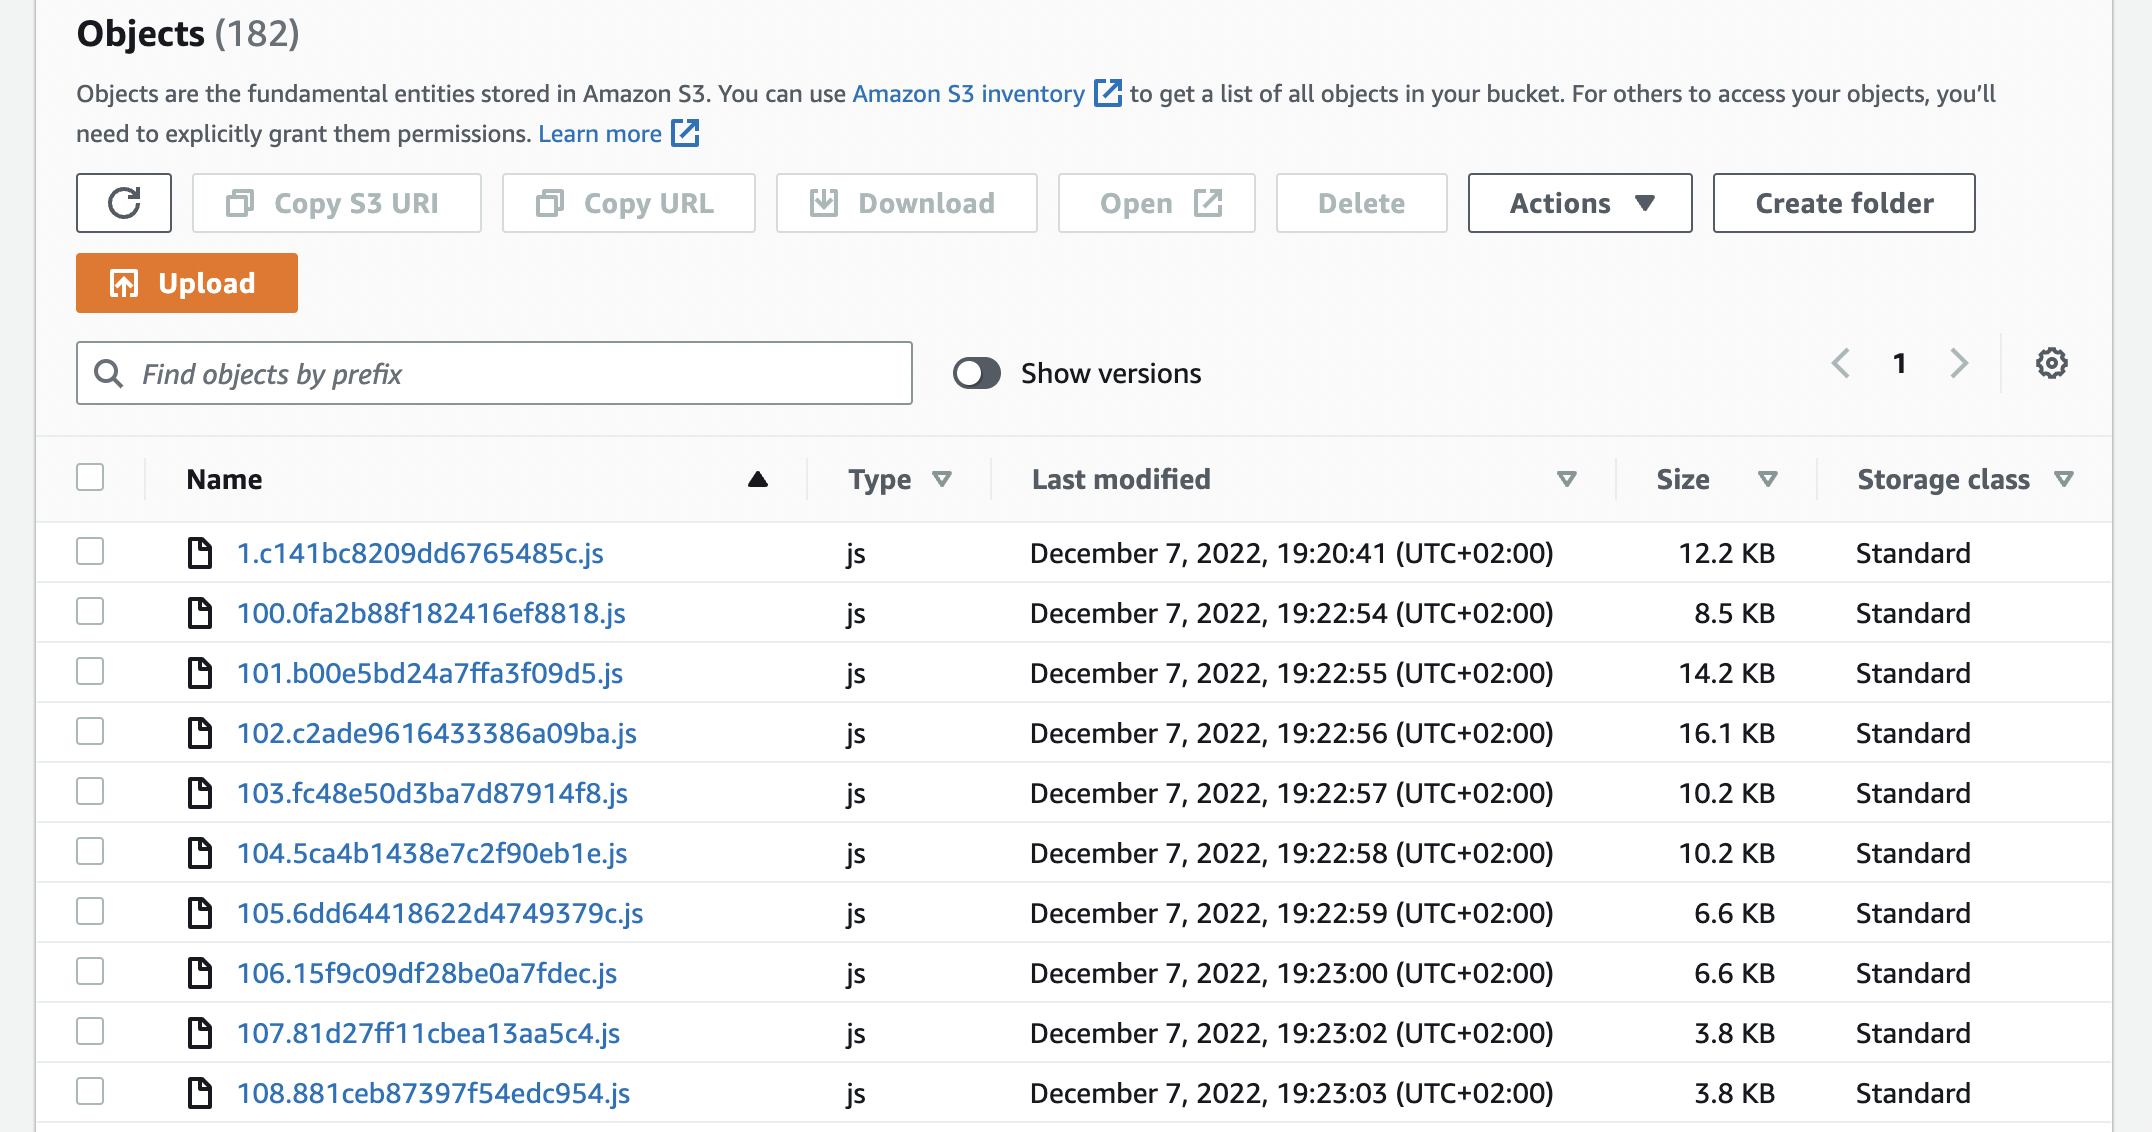 Objects (182)
Objects are the fundamental entities stored in Amazon S3. You can use Amazon S3 inventory to get a list of all objects in your bucket. For others to access your objects, you’ll
need to explicitly grant them permissions. Learn more
Copy S3 URI Copy URL Download Open Delete Actions Create folder
Upload
Find objects by prefix Show versions 1
Name Type Last modified Size Storage class
1.c141bc8209dd6765485c.js js December 7, 2022, 19:20:41 (UTC+02:00) 12.2 KB Standard
100.0fa2b88f182416ef8818.js js December 7, 2022, 19:22:54 (UTC+02:00) 8.5 KB Standard
101.b00e5bd24a7ffa3f09d5.js js December 7, 2022, 19:22:55 (UTC+02:00) 14.2 KB Standard
102.c2ade9616433386a09ba.js js December 7, 2022, 19:22:56 (UTC+02:00) 16.1 KB Standard
103.fc48e50d3ba7d87914f8.js js December 7, 2022, 19:22:57 (UTC+02:00) 10.2 KB Standard
104.5ca4b1438e7c2f90eb1e.js js December 7, 2022, 19:22:58 (UTC+02:00) 10.2 KB Standard
105.6dd64418622d4749379c.js js December 7, 2022, 19:22:59 (UTC+02:00) 6.6 KB Standard
106.15f9c09df28be0a7fdec.js js December 7, 2022, 19:23:00 (UTC+02:00) 6.6 KB Standard
107.81d27ff11cbea13aa5c4.js js December 7, 2022, 19:23:02 (UTC+02:00) 3.8 KB Standard
108.881ceb87397f54edc954.js js December 7, 2022, 19:23:03 (UTC+02:00) 3.8 KB Standard